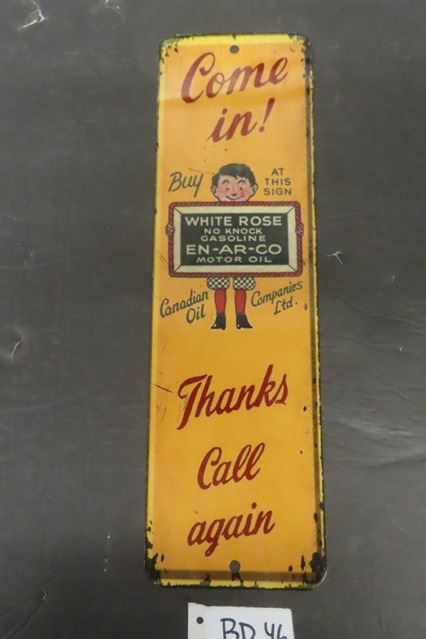 Come
in!
Buy AT
THIS
SIGN
WHITE ROSE
NO KNOCK
GASOLINE
EN-AR-CO
MOTOR OIL
Canadian Companies
Oil Ltd.
Thanks
Call
again
BD 46